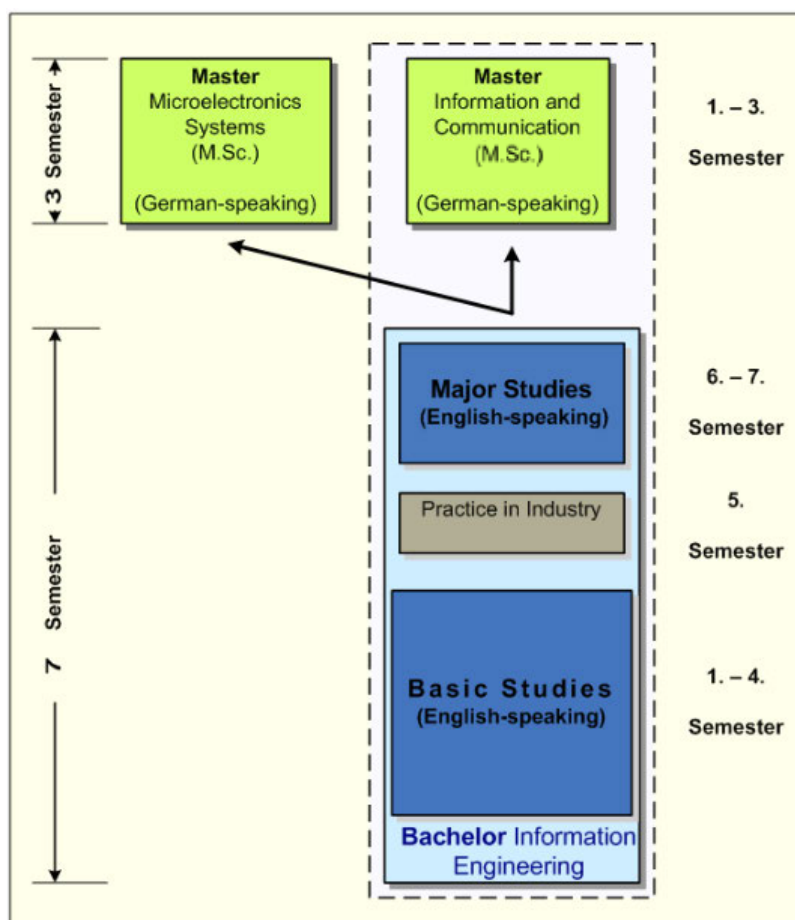 3 Semester
Master
Microelectronics
Systems
(M.Sc.)
(German-speaking)
Master
Information and
Communication
(M.Sc.)
(German-speaking)
1. – 3.
Semester
7 Semester
Major Studies
(English-speaking)
6. – 7.
Semester
Practice in Industry
5.
Semester
Basic Studies
(English-speaking)
1. – 4.
Semester
Bachelor Information
Engineering